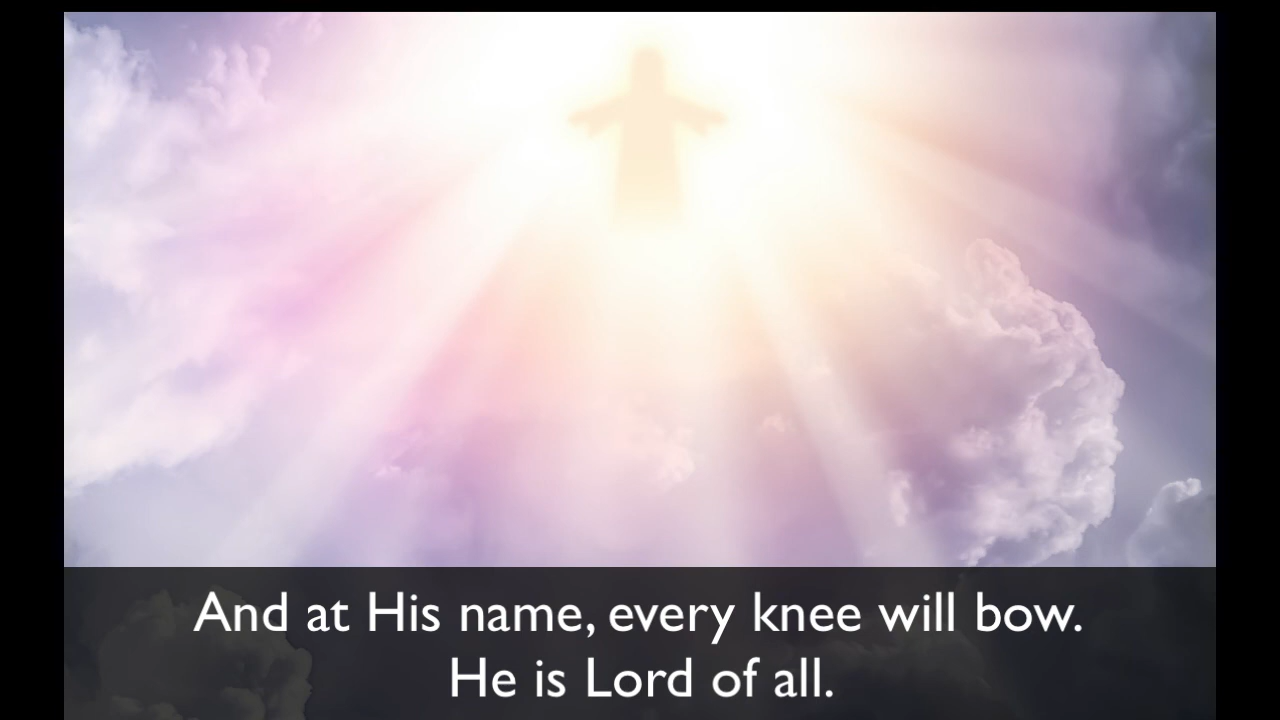 And at His name, every knee will bow.
He is Lord of all.